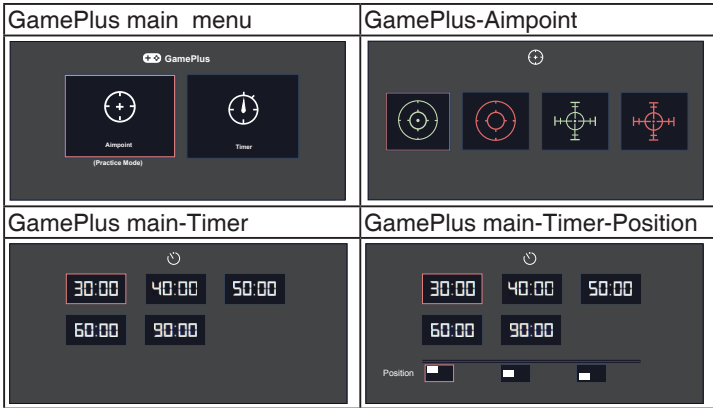 GamePlus main menu
GamePlus-Aimpoint
GamePlus
Aimpoint
Timer
(Practice Mode)
GamePlus main-Timer
GamePlus main-Timer-Position
30:00 40:00 50:00
60:00 90:00
30:00 40:00 50:00
60:00 90:00
Position